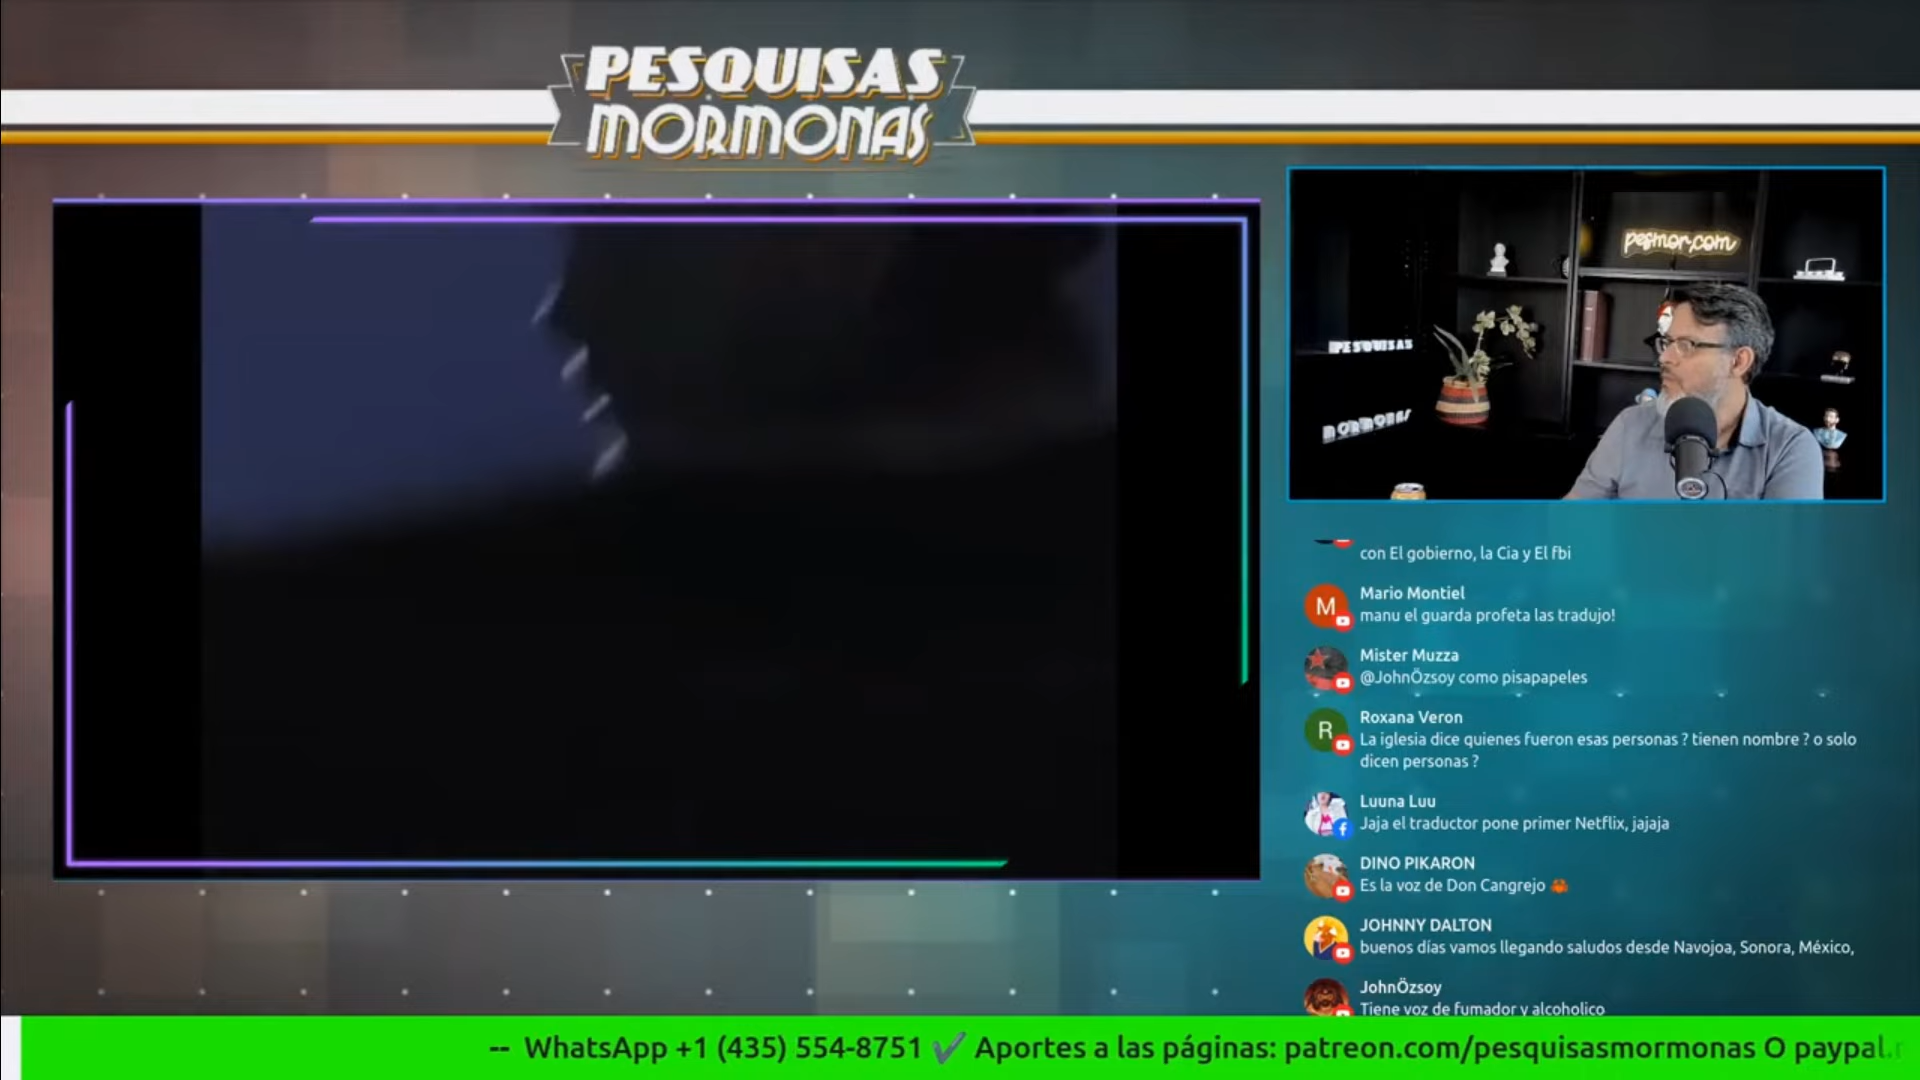 PESQUISAS
MORMONAS
pesmor.com
PESQUISAS
MORMONAS
con El gobierno, la Cia y El fbi
M
Mario Montiel
manu el guarda profeta las tradujo!
Mister Muzza
@JohnÖzsoy como pisapapeles
R
Roxana Veron
La iglesia dice quienes fueron esas personas ? tienen nombre ? o solo
dicen personas ?
Luuna Luu
Jaja el traductor pone primer Netflix, jajaja
DINO PIKARON
Es la voz de Don Cangrejo 🦀
JOHNNY DALTON
buenos días vamos llegando saludos desde Navojoa, Sonora, México,
JohnÖzsoy
Tiene voz de fumador y alcoholico
-- WhatsApp +1 (435) 554-8751 ✔ Aportes a las páginas: patreon.com/pesquisasmormonas O paypal.